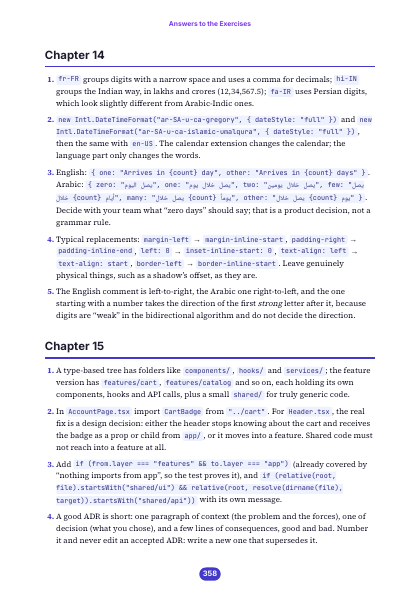 Answers to the Exercises
Chapter 14
1. fr-FR groups digits with a narrow space and uses a comma for decimals; hi-IN
groups the Indian way, in lakhs and crores (12,34,567.5); fa-IR uses Persian digits,
which look slightly different from Arabic-Indic ones.
2. new Intl.DateTimeFormat("ar-SA-u-ca-gregory", { dateStyle: "full" }) and new
Intl.DateTimeFormat("ar-SA-u-ca-islamic-umalqura", { dateStyle: "full" }),
then the same with en-US. The calendar extension changes the calendar; the
language part only changes the words.
3. English: { one: "Arrives in {count} day", other: "Arrives in {count} days" }.
Arabic: { zero: "يصل اليوم", one: "يصل خلال يوم", two: "يصل خلال يومين", few: "يصل
خلال {count} أيام", many: "يصل خلال {count} يوماً", other: "يصل خلال {count} يوم" }.
Decide with your team what “zero days” should say; that is a product decision, not a
grammar rule.
4. Typical replacements: margin-left → margin-inline-start, padding-right →
padding-inline-end, left: 0 → inset-inline-start: 0, text-align: left →
text-align: start, border-left → border-inline-start. Leave genuinely
physical things, such as a shadow’s offset, as they are.
5. The English comment is left-to-right, the Arabic one right-to-left, and the one
starting with a number takes the direction of the first strong letter after it, because
digits are “weak” in the bidirectional algorithm and do not decide the direction.
Chapter 15
1. A type-based tree has folders like components/, hooks/ and services/; the feature
version has features/cart, features/catalog and so on, each holding its own
components, hooks and API calls, plus a small shared/ for truly generic code.
2. In AccountPage.tsx import CartBadge from "../cart". For Header.tsx, the real
fix is a design decision: either the header stops knowing about the cart and receives
the badge as a prop or child from app/, or it moves into a feature. Shared code must
not reach into a feature at all.
3. Add if (from.layer === "features" && to.layer === "app") (already covered by
“nothing imports from app”, so the test proves it), and if (relative(root,
file).startsWith("shared/ui") && relative(root, resolve(dirname(file),
target)).startsWith("shared/api")) with its own message.
4. A good ADR is short: one paragraph of context (the problem and the forces), one of
decision (what you chose), and a few lines of consequences, good and bad. Number
it and never edit an accepted ADR: write a new one that supersedes it.
358